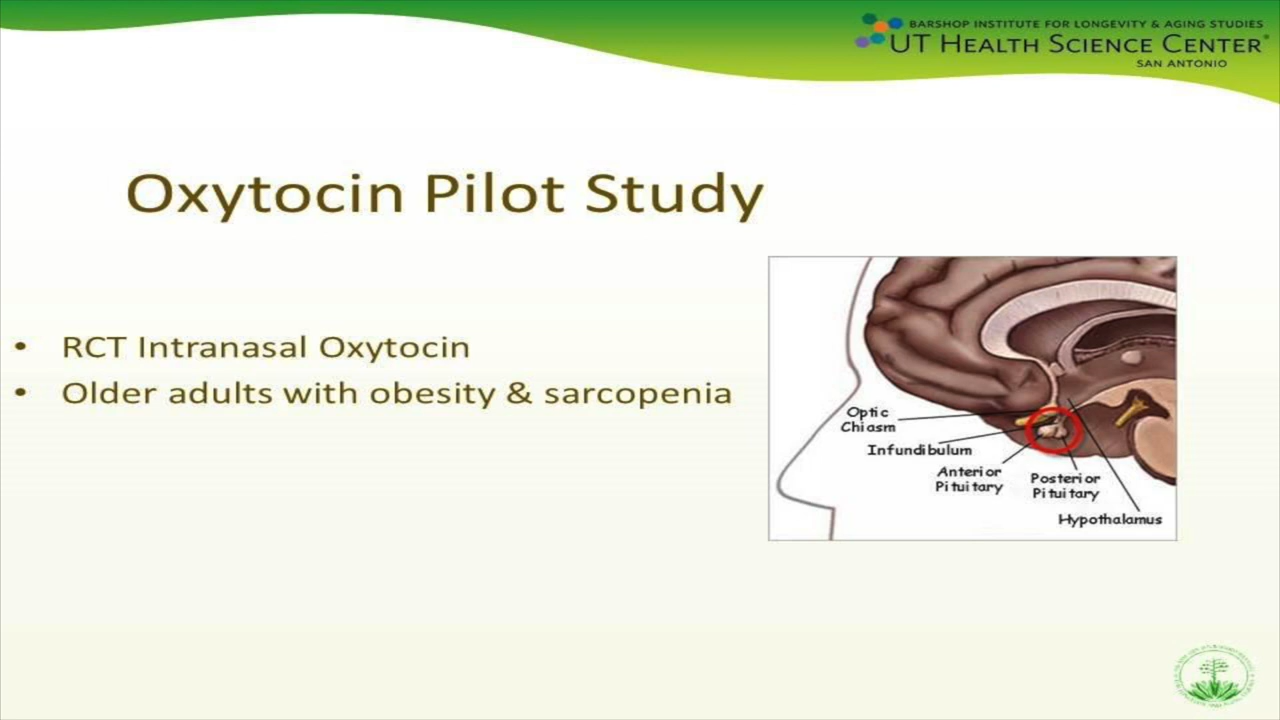 BARSHOP INSTITUTE FOR LONGEVITY & AGING STUDIES
UT HEALTH SCIENCE CENTER®
SAN ANTONIO
Oxytocin Pilot Study
• RCT Intranasal Oxytocin
• Older adults with obesity & sarcopenia
Optic
Chiasm
Infundibulum
Anterior
Pituitary
Posterior
Pituitary
Hypothalamus